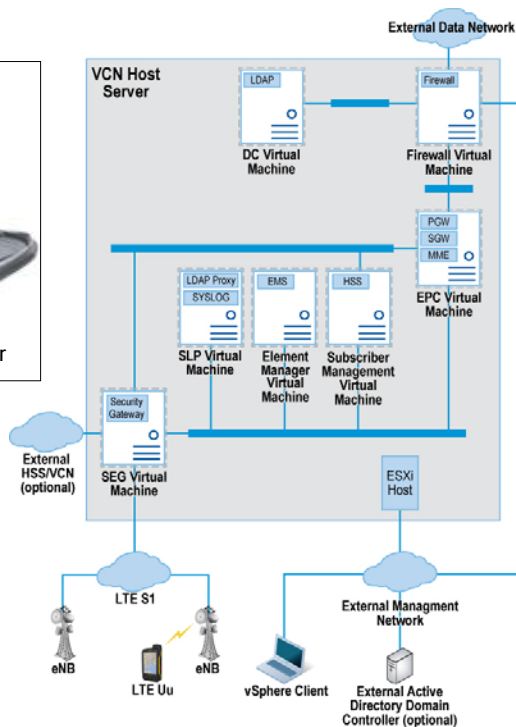 External Data Network
VCN Host
Server
LDAP
Firewall
DC Virtual
Machine
Firewall Virtual
Machine
PGW
SGW
MME
EPC Virtual
Machine
LDAP Proxy
SYSLOG
EMS
HSS
SLP Virtual
Machine
Element
Manager
Virtual
Machine
Subscriber
Management
Virtual
Machine
r
Security
Gateway
SEG Virtual
Machine
External
HSS/VCN
(optional)
ESXi
Host
LTE S1
External Managment
Network
eNB
LTE Uu
eNB
vSphere Client
External Active
Directory Domain
Controller (optional)